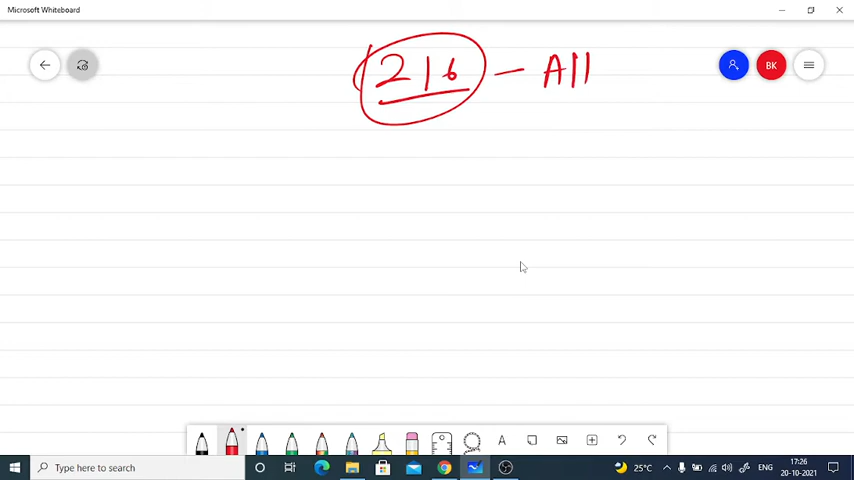 Microsoft Whiteboard
216 - All
BK
A
Type here to search
25°C
ENG
17:26
20-10-2021